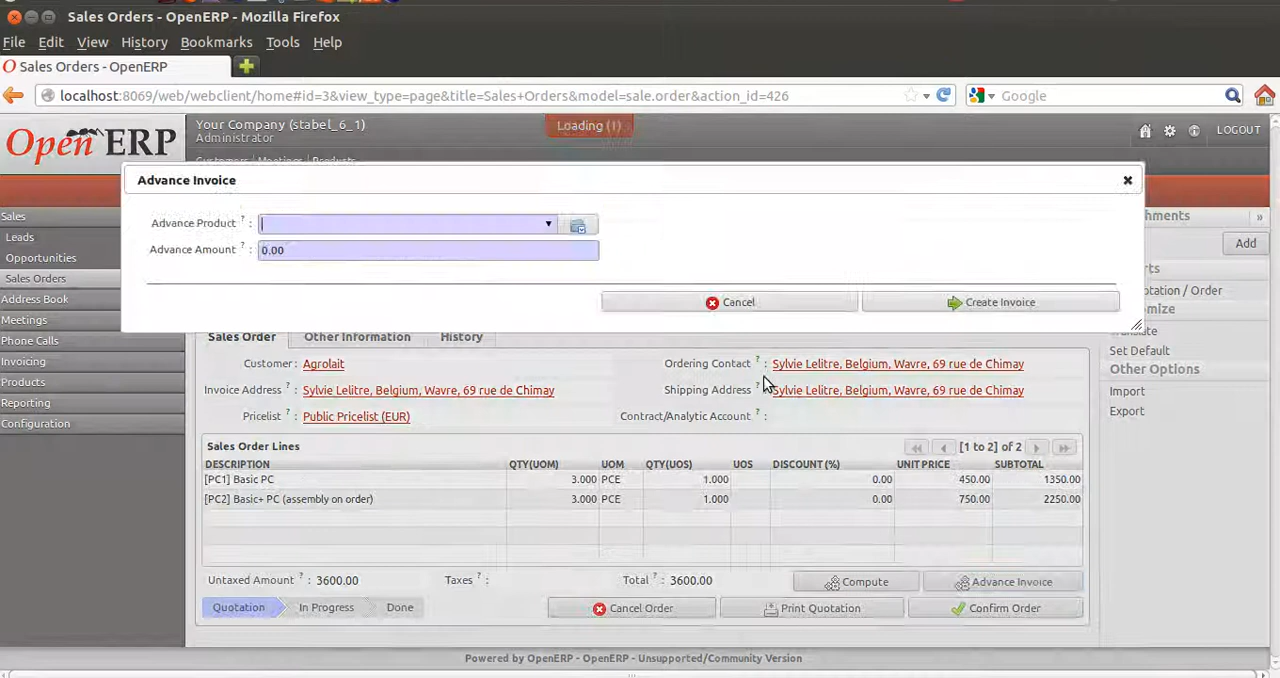 Sales Orders - OpenERP - Mozilla Firefox
File Edit View History Bookmarks Tools Help
Sales Orders - OpenERP
localhost:8069/web/webclient/home#id=3&view_type=page&title=Sales+Orders&model=sale.order&action_id=426
Google
OpenERP
Your Company (stabel_6_1)
Administrator
Loading (1)
LOGOUT
Customers Meetings Products
Advance Invoice
Advance Product ? :
Advance Amount ? : 0.00
Cancel
Create Invoice
Sales
Leads
Opportunities
Sales Orders
Address Book
Meetings
Phone Calls
Invoicing
Products
Reporting
Configuration
Sales Order Other Information History
Customer : Agrolait
Ordering Contact ? : Sylvie Lelitre, Belgium, Wavre, 69 rue de Chimay
Invoice Address ? : Sylvie Lelitre, Belgium, Wavre, 69 rue de Chimay
Shipping Address ? : Sylvie Lelitre, Belgium, Wavre, 69 rue de Chimay
Pricelist ? : Public Pricelist (EUR)
Contract/Analytic Account ? :
Sales Order Lines
[1 to 2] of 2
DESCRIPTION QTY(UOM) UOM QTY(UOS) UOS DISCOUNT (%) UNIT PRICE SUBTOTAL
[PC1] Basic PC 3.000 PCE 1.000 0.00 450.00 1350.00
[PC2] Basic+ PC (assembly on order) 3.000 PCE 1.000 0.00 750.00 2250.00
Untaxed Amount ? : 3600.00
Taxes ? :
Total ? : 3600.00
Compute
Advance Invoice
Quotation In Progress Done
Cancel Order
Print Quotation
Confirm Order
hments
»
Add
rts
otation / Order
mize
Translate
Set Default
Other Options
Import
Export
Powered by OpenERP - OpenERP - Unsupported/Community Version